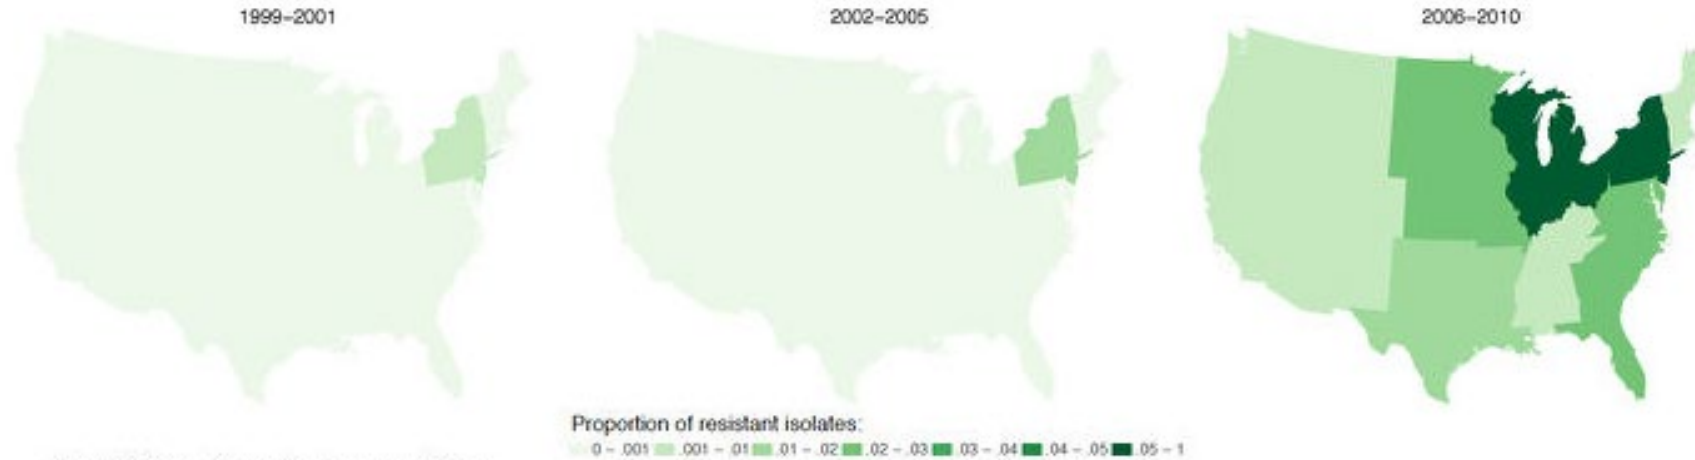 1999–2001
2002–2005
2006–2010
Proportion of resistant isolates:
0 – .001 .001 – .01 .01 – .02 .02 – .03 .03 – .04 .04 – .05 .05 – 1